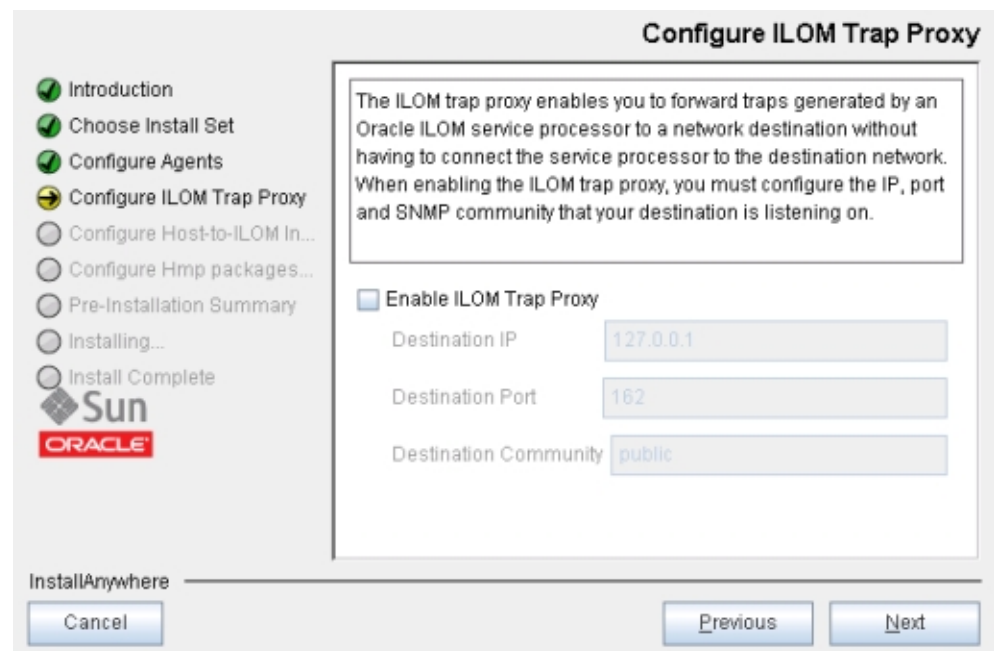 Configure ILOM Trap Proxy
Introduction
Choose Install Set
Configure Agents
Configure ILOM Trap Proxy
Configure Host-to-ILOM In...
Configure Hmp packages...
Pre-Installation Summary
Installing...
Install Complete
Sun
ORACLE
The ILOM trap proxy enables you to forward traps generated by an
Oracle ILOM service processor to a network destination without
having to connect the service processor to the destination network.
When enabling the ILOM trap proxy, you must configure the IP, port
and SNMP community that your destination is listening on.
Enable ILOM Trap Proxy
Destination IP 127.0.0.1
Destination Port 162
Destination Community public
InstallAnywhere
Cancel
Previous
Next